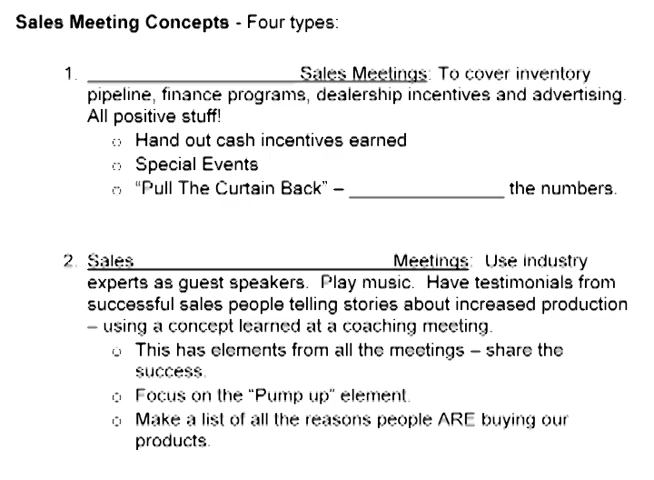 Sales Meeting Concepts - Four types:
1. ____________________ Sales Meetings: To cover inventory
pipeline, finance programs, dealership incentives and advertising.
All positive stuff!
○ Hand out cash incentives earned
○ Special Events
○ “Pull The Curtain Back” – ________________ the numbers.
2. Sales__________________________Meetings: Use industry
experts as guest speakers. Play music. Have testimonials from
successful sales people telling stories about increased production
– using a concept learned at a coaching meeting.
○ This has elements from all the meetings – share the
success.
○ Focus on the “Pump up” element.
○ Make a list of all the reasons people ARE buying our
products.